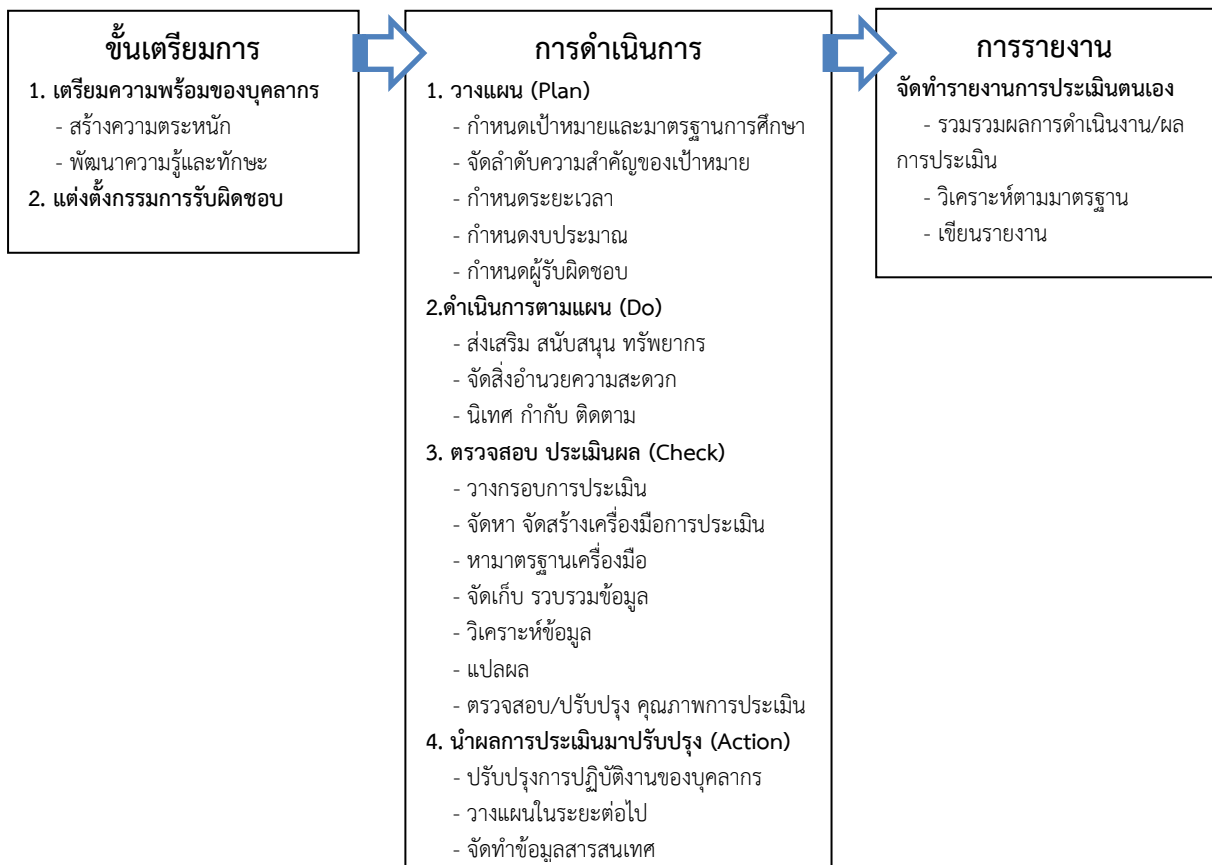 ขั้นเตรียมการ
1. เตรียมความพร้อมของบุคลากร
- สร้างความตระหนัก
- พัฒนาความรู้และทักษะ
2. แต่งตั้งกรรมการรับผิดชอบ
การดำเนินการ
1. วางแผน (Plan)
- กำหนดเป้าหมายและมาตรฐานการศึกษา
- จัดลำดับความสำคัญของเป้าหมาย
- กำหนดระยะเวลา
- กำหนดงบประมาณ
- กำหนดผู้รับผิดชอบ
2.ดำเนินการตามแผน (Do)
- ส่งเสริม สนับสนุน ทรัพยากร
- จัดสิ่งอำนวยความสะดวก
- นิเทศ กำกับ ติดตาม
3. ตรวจสอบ ประเมินผล (Check)
- วางกรอบการประเมิน
- จัดหา จัดสร้างเครื่องมือการประเมิน
- หามาตรฐานเครื่องมือ
- จัดเก็บ รวบรวมข้อมูล
- วิเคราะห์ข้อมูล
- แปลผล
- ตรวจสอบ/ปรับปรุง คุณภาพการประเมิน
4. นำผลการประเมินมาปรับปรุง (Action)
- ปรับปรุงการปฏิบัติงานของบุคลากร
- วางแผนในระยะต่อไป
- จัดทำข้อมูลสารสนเทศ
การรายงาน
จัดทำรายงานการประเมินตนเอง
- รวมรวมผลการดำเนินงาน/ผล
การประเมิน
- วิเคราะห์ตามมาตรฐาน
- เขียนรายงาน